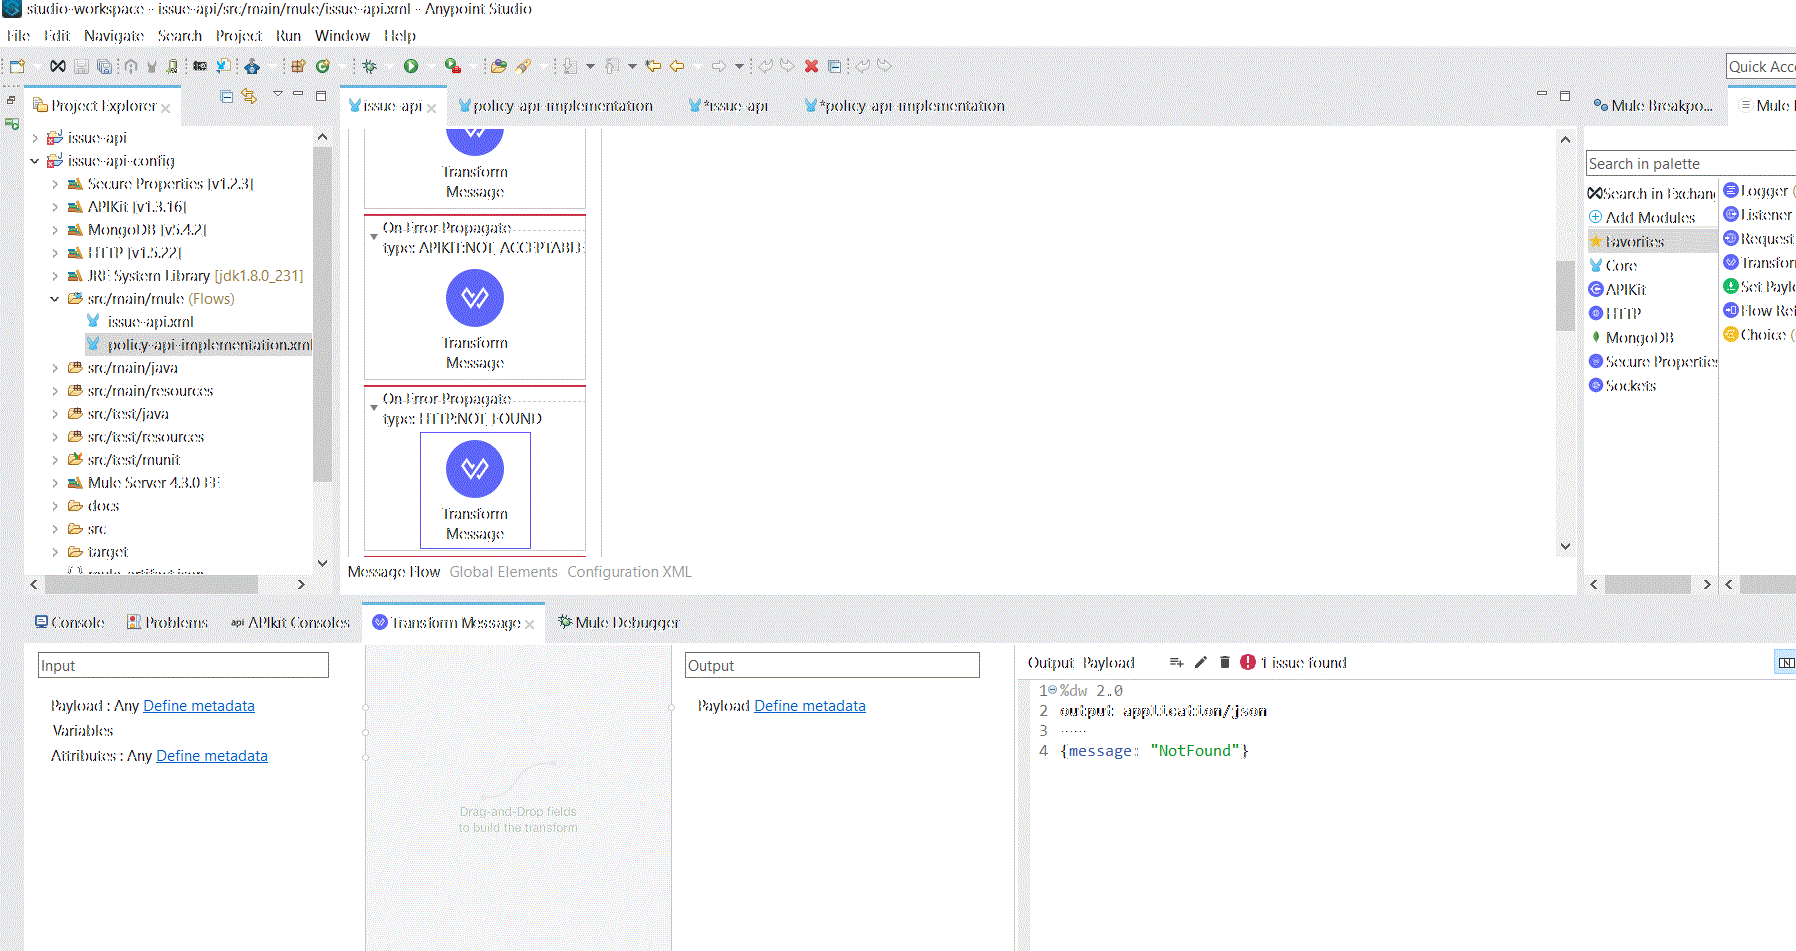 studio-workspace - issue-api/src/main/mule/issue-api.xml - Anypoint Studio
File Edit Navigate Search Project Run Window Help
Quick Acce
Project Explorer
issue-api
policy-api-implementation
*issue-api
*policy-api-implementation
Mule Breakpo...
Mule
issue-api
issue-api-config
Secure Properties [v1.2.3]
APIKit [v1.3.16]
MongoDB [v5.4.2]
HTTP [v1.5.22]
JRE System Library [jdk1.8.0_231]
src/main/mule (Flows)
issue-api.xml
policy-api-implementation.xml
src/main/java
src/main/resources
src/test/java
src/test/resources
src/test/munit
Mule Server 4.3.0 EE
docs
src
target
mule-artifact.json
Transform
Message
On Error Propagate
type: APIKIT:NOT_ACCEPTABLE
Transform
Message
On Error Propagate
type: HTTP:NOT_FOUND
Transform
Message
Message Flow Global Elements Configuration XML
Search in palette
Search in Exchang
Add Modules
Favorites
Core
APIKit
HTTP
MongoDB
Secure Properties
Sockets
Logger (
Listener
Request
Transfor
Set Paylo
Flow Ref
Choice (
Console
Problems
api APIkit Consoles
Transform Message
Mule Debugger
Input
Payload : Any Define metadata
Variables
Attributes : Any Define metadata
Drag-and-Drop fields
to build the transform
Output
Payload Define metadata
Output Payload
1 issue found
1 %dw 2.0
2 output application/json
3 ---
4 {message: "NotFound"}